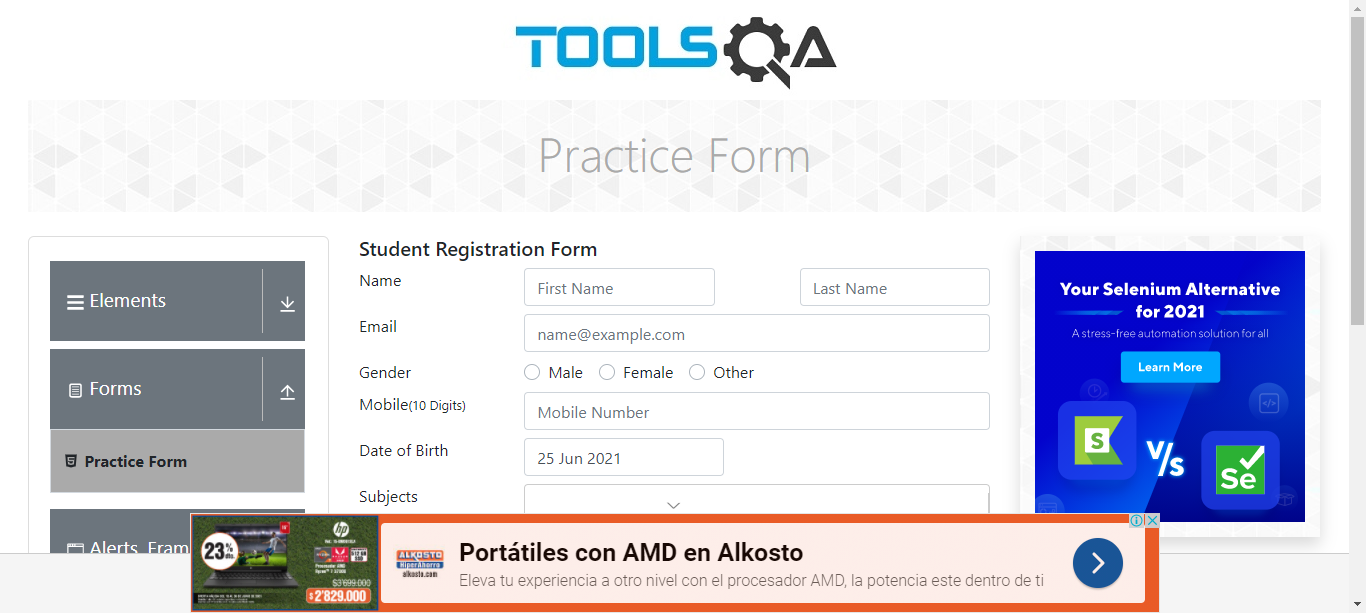 TOOLSQA
Practice Form
Elements
Forms
Practice Form
Alerts, Fram
Student Registration Form
Name
First Name
Last Name
Email
name@example.com
Gender
Male
Female
Other
Mobile(10 Digits)
Mobile Number
Date of Birth
25 Jun 2021
Subjects
Your Selenium Alternative
for 2021
A stress-free automation solution for all
Learn More
S
V/s
Se
23%
dto.
hp
$3'699.000
$2'829.000
ALKOSTO
HiperAhorro
alkosto.com
Portátiles con AMD en Alkosto
Eleva tu experiencia a otro nivel con el procesador AMD, la potencia este dentro de ti